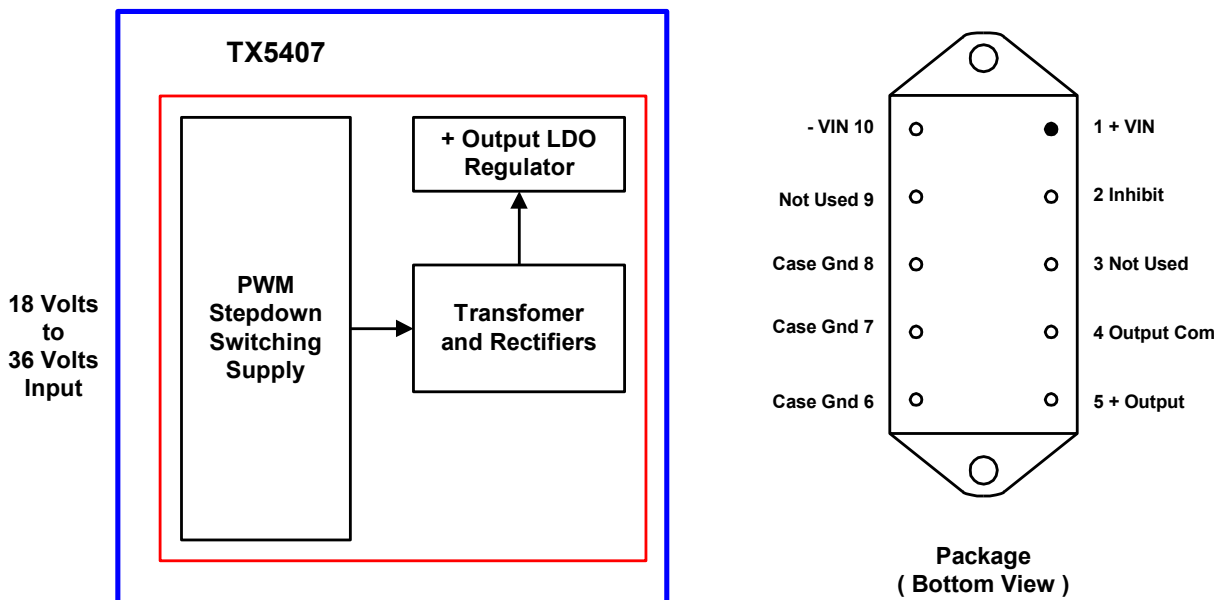 TX5407
+ Output LDO
Regulator
PWM
Stepdown
Switching
Supply
Transfomer
and Rectifiers
18 Volts
to
36 Volts
Input
- VIN 10
1 + VIN
Not Used 9
2 Inhibit
Case Gnd 8
3 Not Used
Case Gnd 7
4 Output Com
Case Gnd 6
5 + Output
Package
( Bottom View )